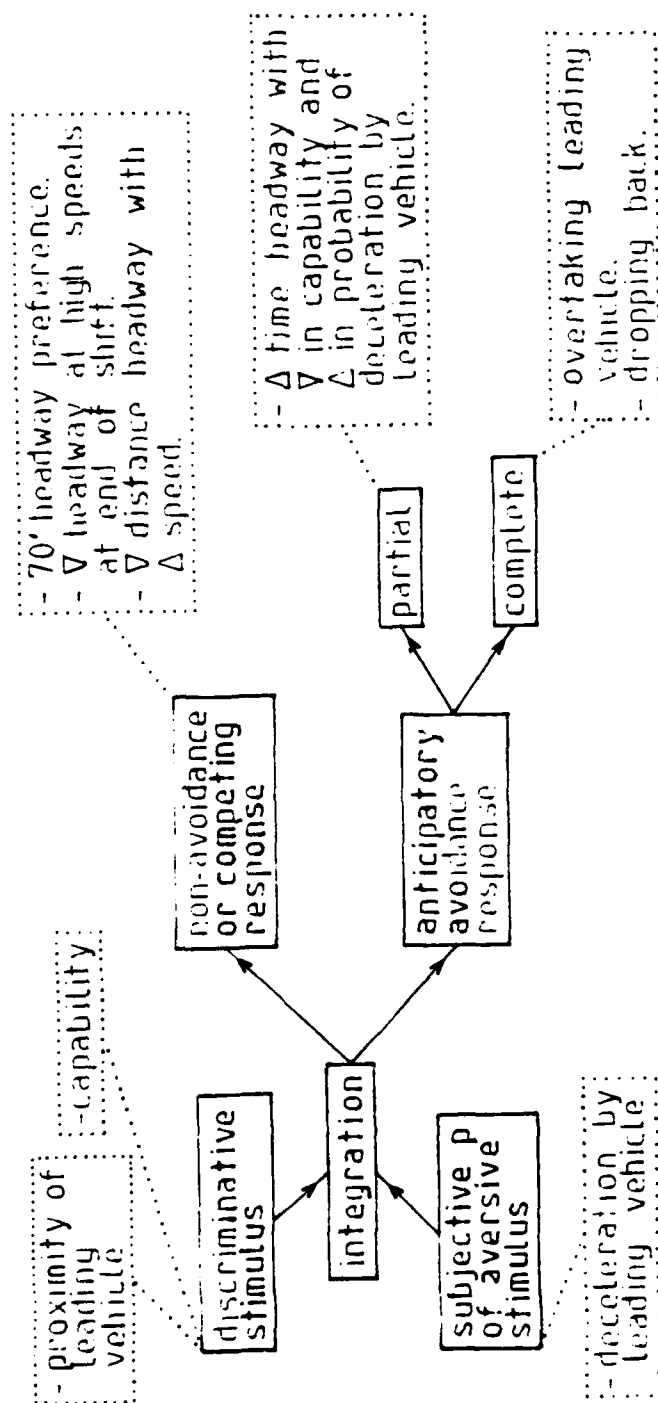 - proximity of
leading
vehicle
-capability
discriminative
stimulus
integration
subjective p
of aversive
stimulus
-deceleration by
leading vehicle
non-avoidance
or competing
response
- 70' headway preference.
- ∇ headway at high speeds
at end of shift.
- ∇ distance headway with
Δ speed.
anticipatory
avoidance
response
partial
- Δ time headway with
∇ in capability and
Δ in probability of
deceleration by
leading vehicle.
complete
- overtaking leading
vehicle.
- dropping back.